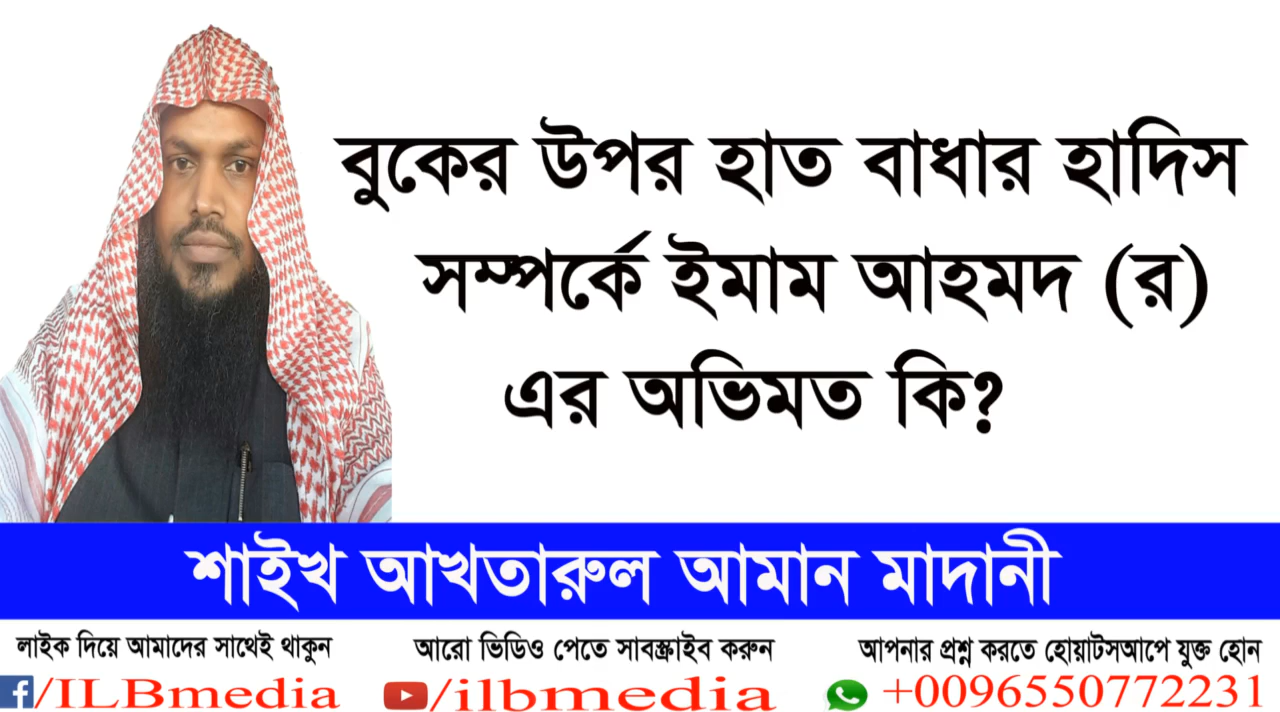 বুকের উপর হাত বাধার হাদিস
সম্পর্কে ইমাম আহমদ (র)
এর অভিমত কি?
শাইখ আখতারুল আমান মাদানী
লাইক দিয়ে আমাদের সাথেই থাকুন
f/ILBmedia
আরো ভিডিও পেতে সাবস্ক্রাইব করুন
/ilbmedia
আপনার প্রশ্ন করতে হোয়াটসআপে যুক্ত হোন
+0096550772231